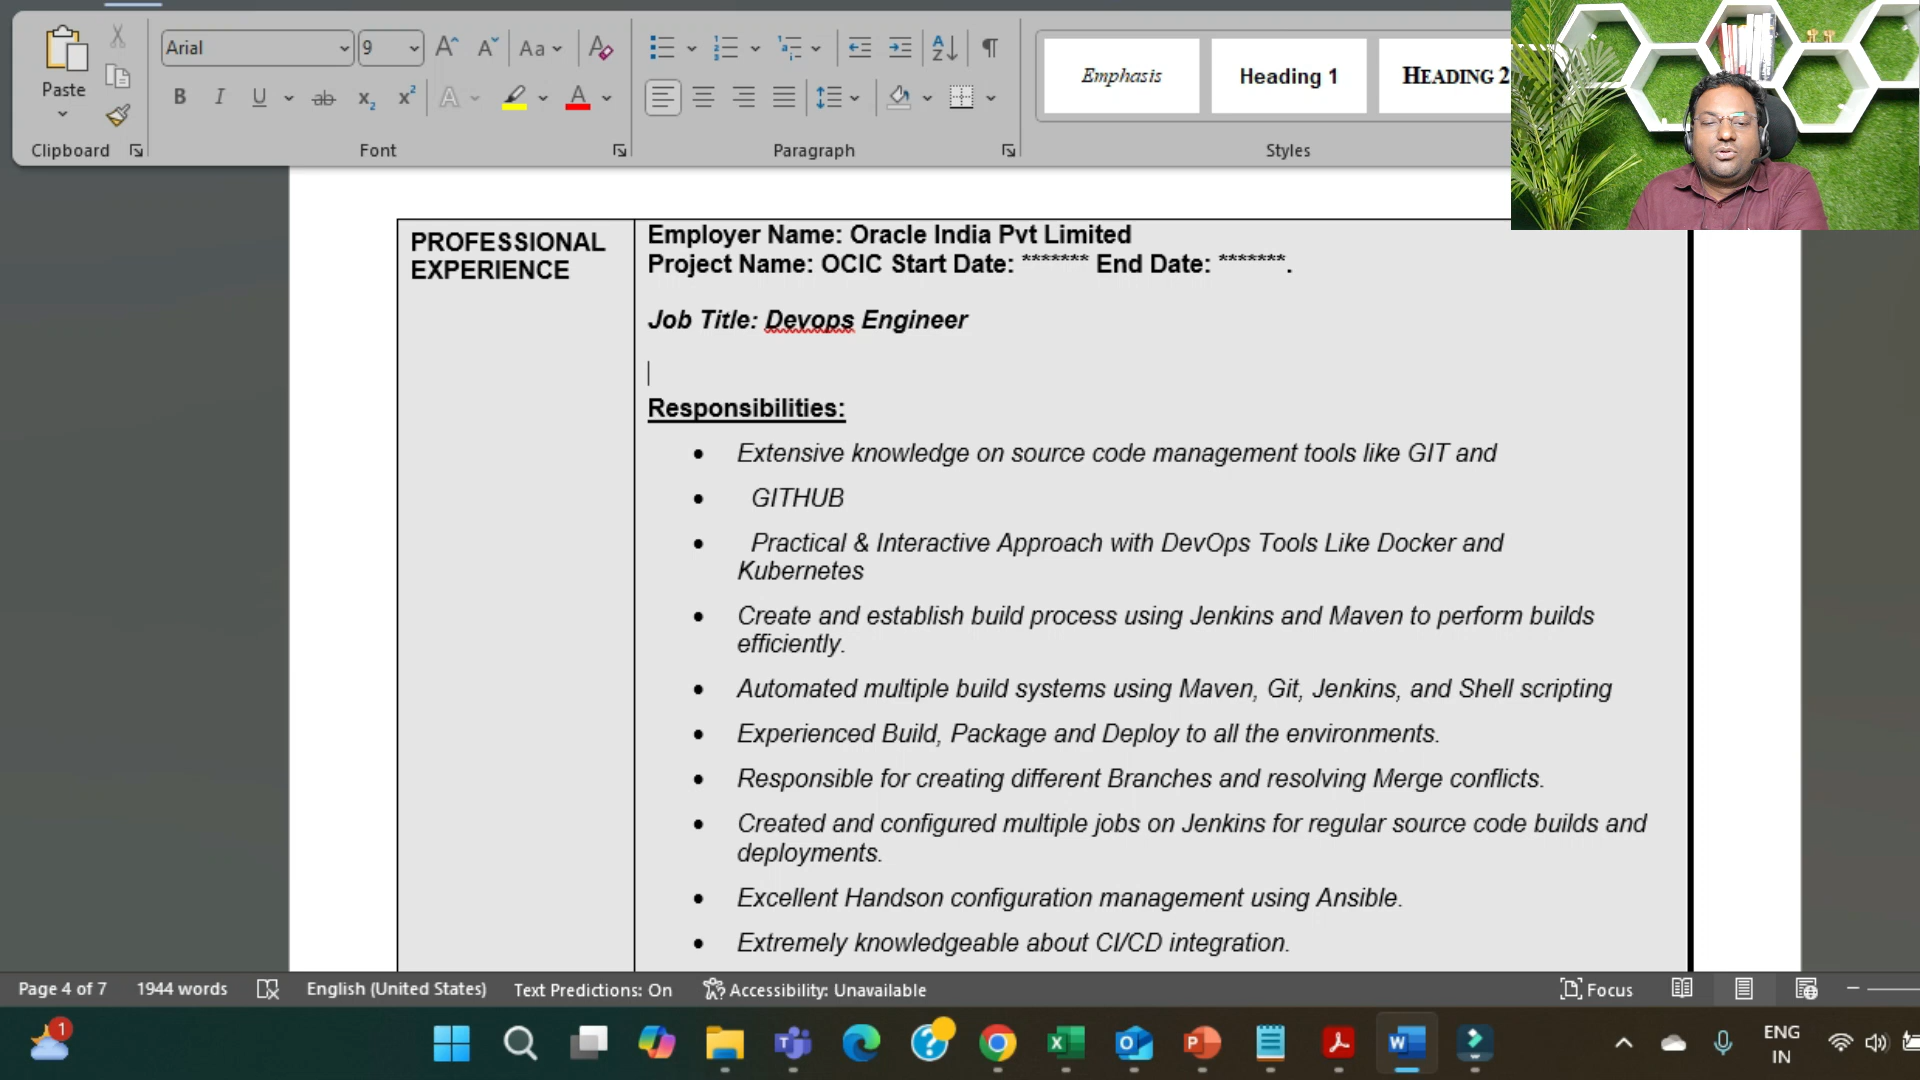 Arial
9
Aa
Paste
B I U ab x₂ x² A A
A Z
Clipboard
Font
Paragraph
Styles
Emphasis
Heading 1
HEADING 2
PROFESSIONAL
EXPERIENCE
Employer Name: Oracle India Pvt Limited
Project Name: OCIC Start Date: ******* End Date: *******.
Job Title: Devops Engineer
Responsibilities:
• Extensive knowledge on source code management tools like GIT and
• GITHUB
• Practical & Interactive Approach with DevOps Tools Like Docker and
Kubernetes
• Create and establish build process using Jenkins and Maven to perform builds
efficiently.
• Automated multiple build systems using Maven, Git, Jenkins, and Shell scripting
• Experienced Build, Package and Deploy to all the environments.
• Responsible for creating different Branches and resolving Merge conflicts.
• Created and configured multiple jobs on Jenkins for regular source code builds and
deployments.
• Excellent Handson configuration management using Ansible.
• Extremely knowledgeable about CI/CD integration.
Page 4 of 7
1944 words
English (United States)
Text Predictions: On
Accessibility: Unavailable
Focus
1
ENG
IN